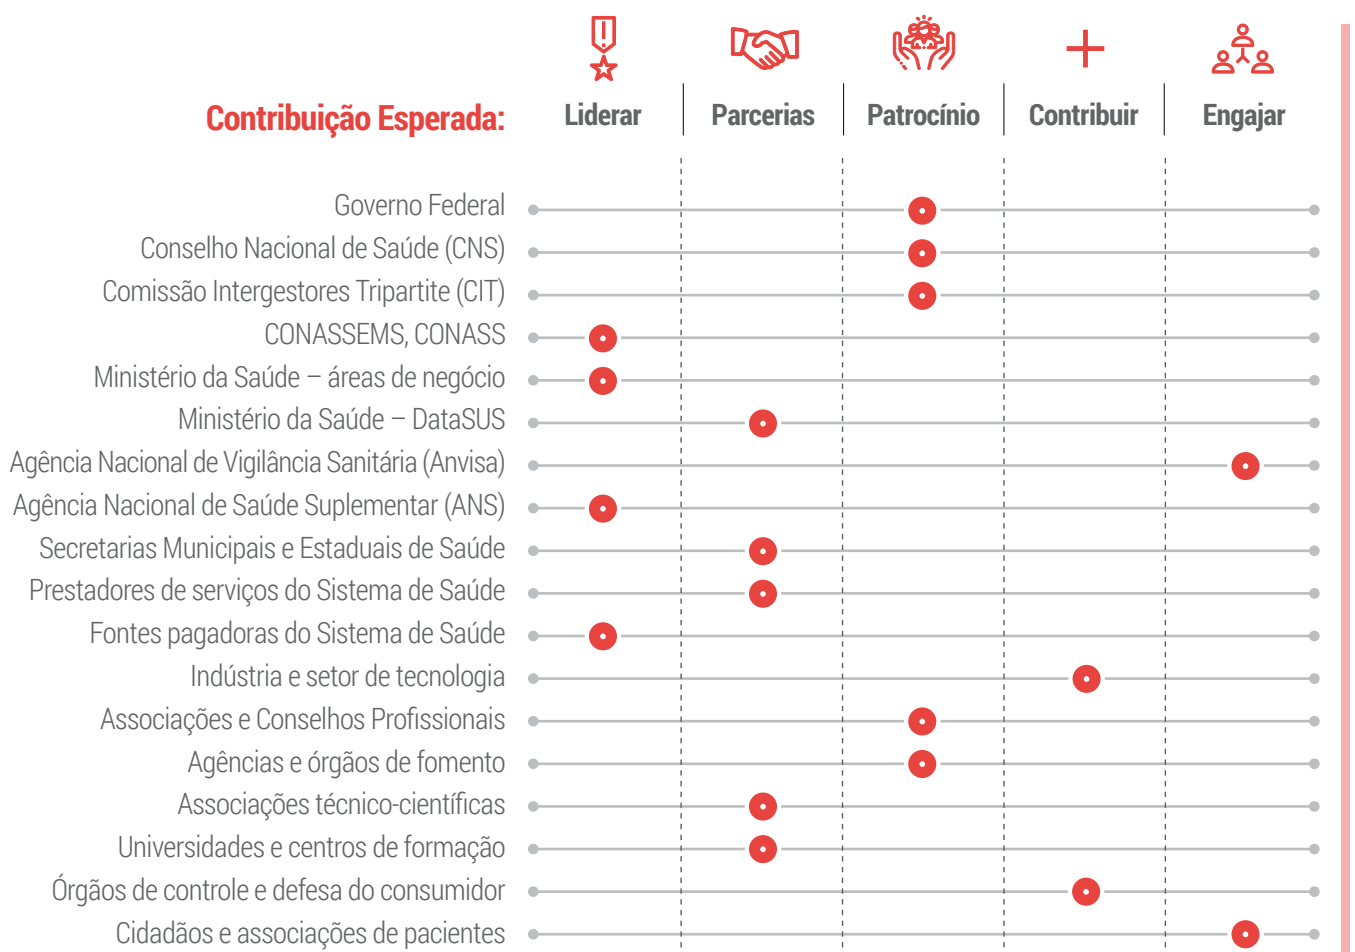 Contribuição Esperada:
Liderar
Parcerias
Patrocínio
Contribuir
Engajar
Governo Federal
Conselho Nacional de Saúde (CNS)
Comissão Intergestores Tripartite (CIT)
CONASSEMS, CONASS
Ministério da Saúde – áreas de negócio
Ministério da Saúde – DataSUS
Agência Nacional de Vigilância Sanitária (Anvisa)
Agência Nacional de Saúde Suplementar (ANS)
Secretarias Municipais e Estaduais de Saúde
Prestadores de serviços do Sistema de Saúde
Fontes pagadoras do Sistema de Saúde
Indústria e setor de tecnologia
Associações e Conselhos Profissionais
Agências e órgãos de fomento
Associações técnico-científicas
Universidades e centros de formação
Órgãos de controle e defesa do consumidor
Cidadãos e associações de pacientes